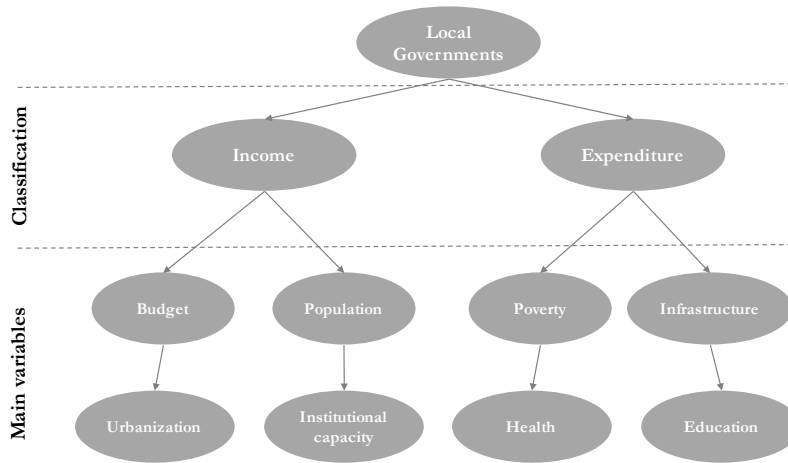 Local
Governments
Classification
Income
Expenditure
Main variables
Budget
Population
Poverty
Infrastructure
Urbanization
Institutional
capacity
Health
Education